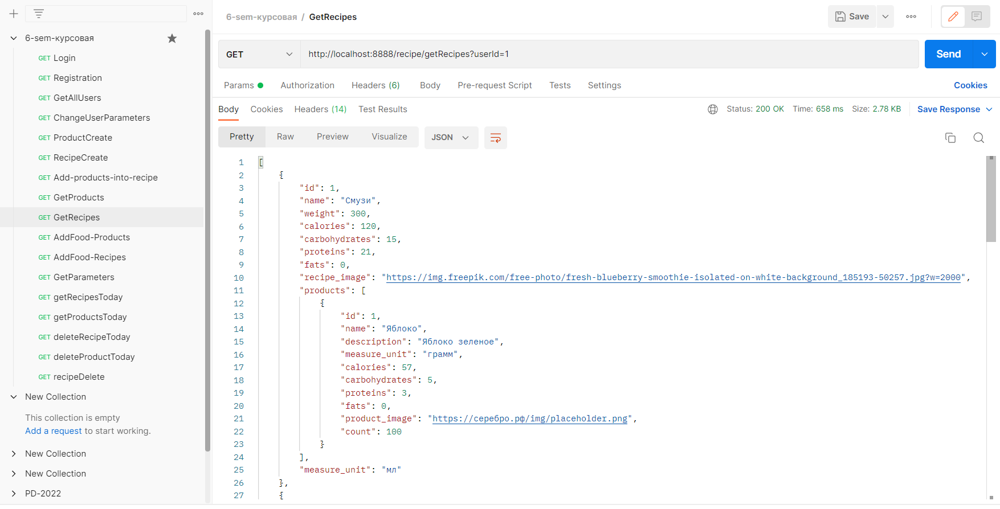 6-sem-курсовая
GET Login
GET Registration
GET GetAllUsers
GET ChangeUserParameters
GET ProductCreate
GET RecipeCreate
GET Add-products-into-recipe
GET GetProducts
GET GetRecipes
GET AddFood-Products
GET AddFood-Recipes
GET GetParameters
GET getRecipesToday
GET getProductsToday
GET deleteRecipeToday
GET deleteProductToday
GET recipeDelete
New Collection
This collection is empty
Add a request to start working.
New Collection
New Collection
PD-2022
6-sem-курсовая / GetRecipes
Save
GET http://localhost:8888/recipe/getRecipes?userId=1 Send
Params Authorization Headers (6) Body Pre-request Script Tests Settings Cookies
Body Cookies Headers (14) Test Results Status: 200 OK Time: 658 ms Size: 2.78 KB Save Response
Pretty Raw Preview Visualize JSON
1 [
2 {
3 "id": 1,
4 "name": "Смузи",
5 "weight": 300,
6 "calories": 120,
7 "carbohydrates": 15,
8 "proteins": 21,
9 "fats": 0,
10 "recipe_image": "https://img.freepik.com/free-photo/fresh-blueberry-smoothie-isolated-on-white-background_185193-50257.jpg?w=2000",
11 "products": [
12 {
13 "id": 1,
14 "name": "Яблоко",
15 "description": "Яблоко зеленое",
16 "measure_unit": "грамм",
17 "calories": 57,
18 "carbohydrates": 5,
19 "proteins": 3,
20 "fats": 0,
21 "product_image": "https://серебро.рф/img/placeholder.png",
22 "count": 100
23 }
24 ],
25 "measure_unit": "мл"
26 },
27 {